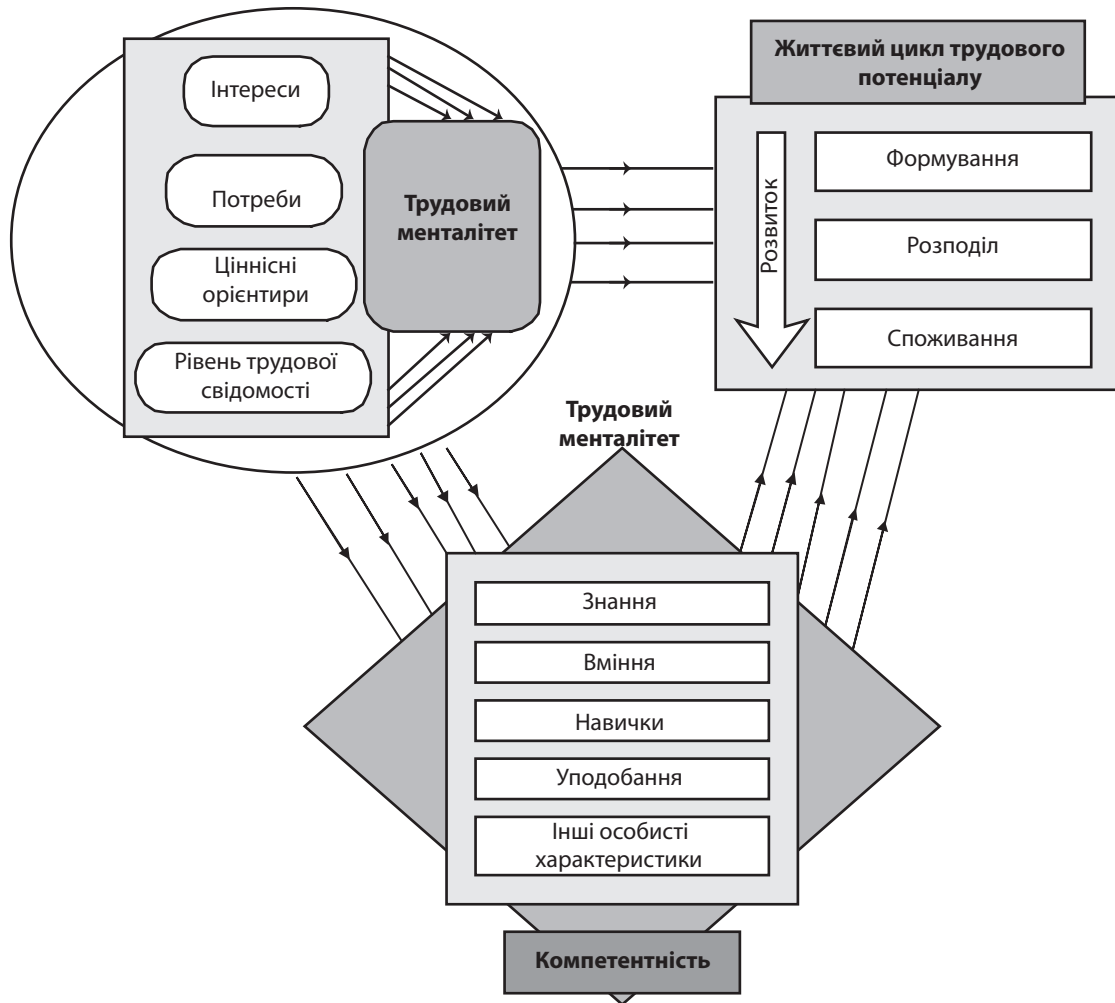 Інтереси
Потреби
Ціннісні
орієнтири
Рівень трудової
свідомості
Трудовий
менталітет
Життєвий цикл трудового
потенціалу
Розвиток
Формування
Розподіл
Споживання
Трудовий
менталітет
Знання
Вміння
Навички
Уподобання
Інші особисті
характеристики
Компетентність